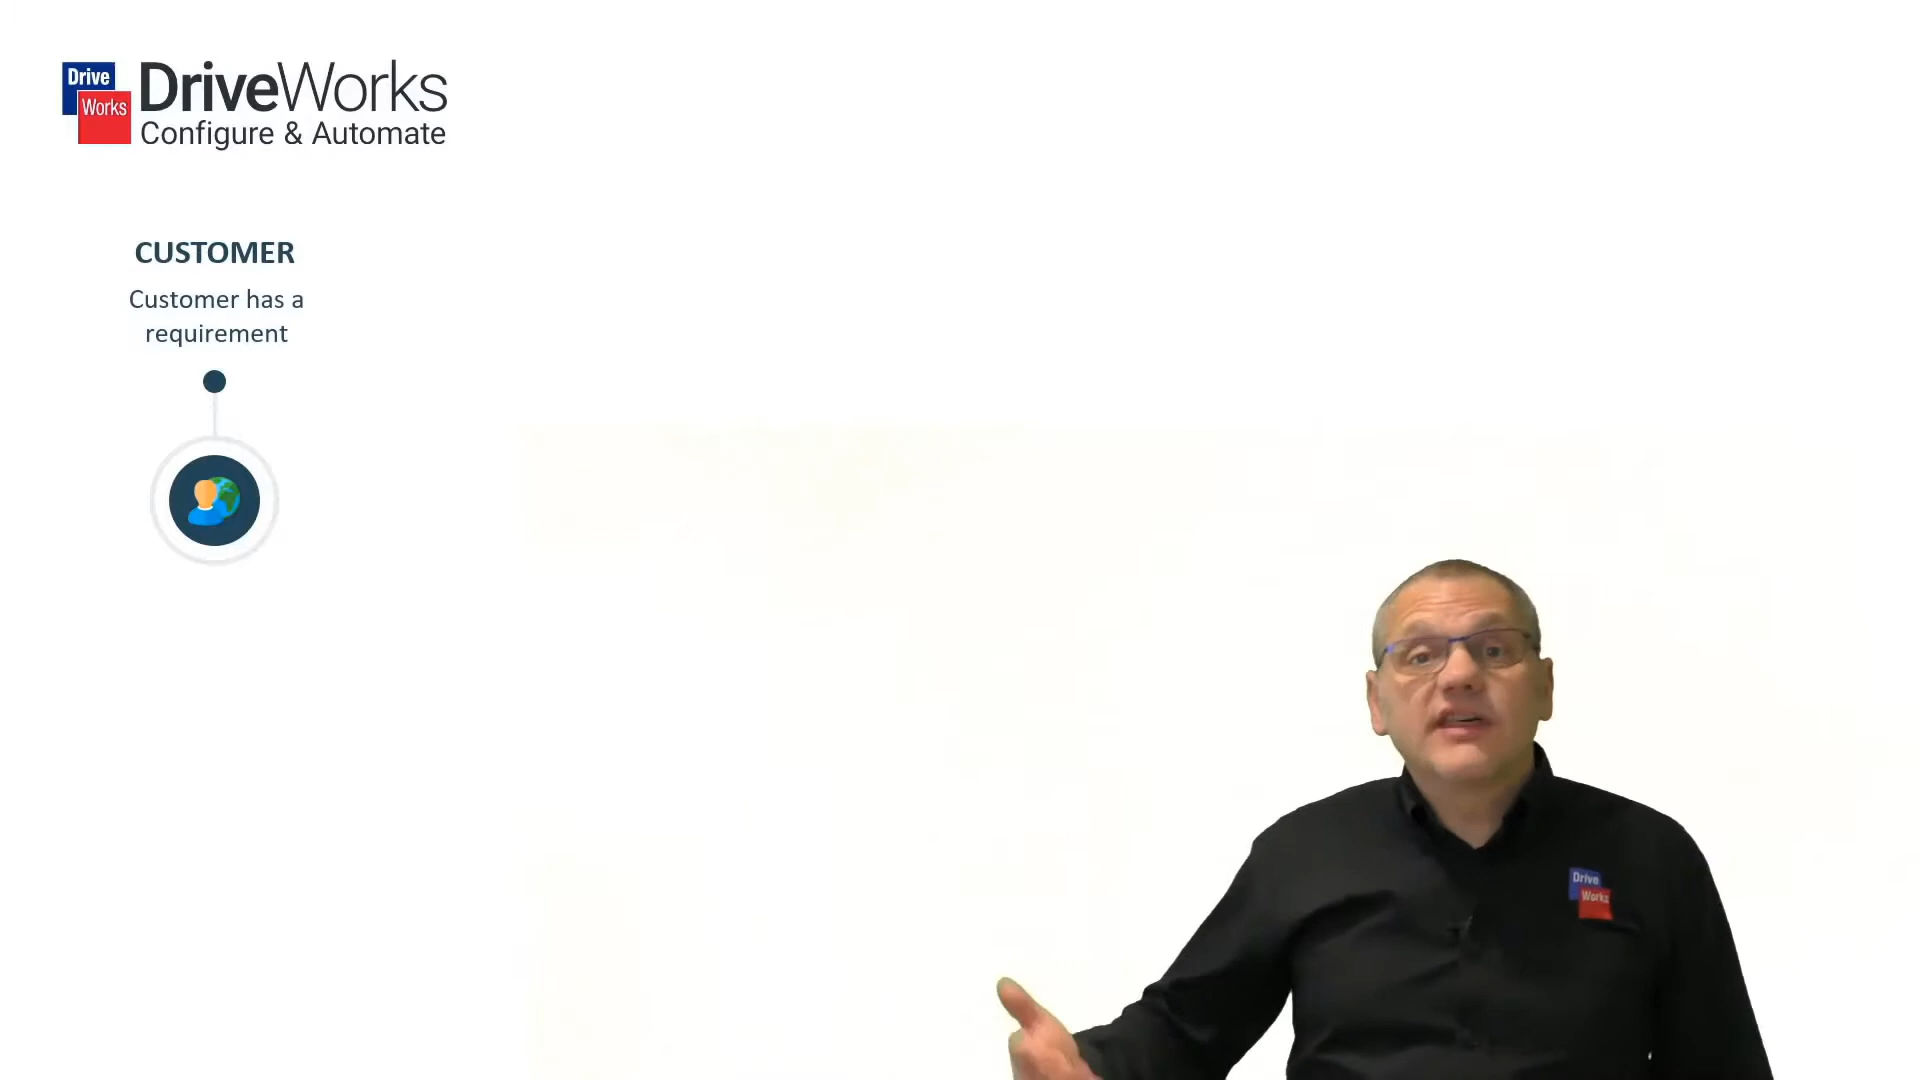 Drive
Works
DriveWorks
Configure & Automate
CUSTOMER
Customer has a
requirement
Drive
Works